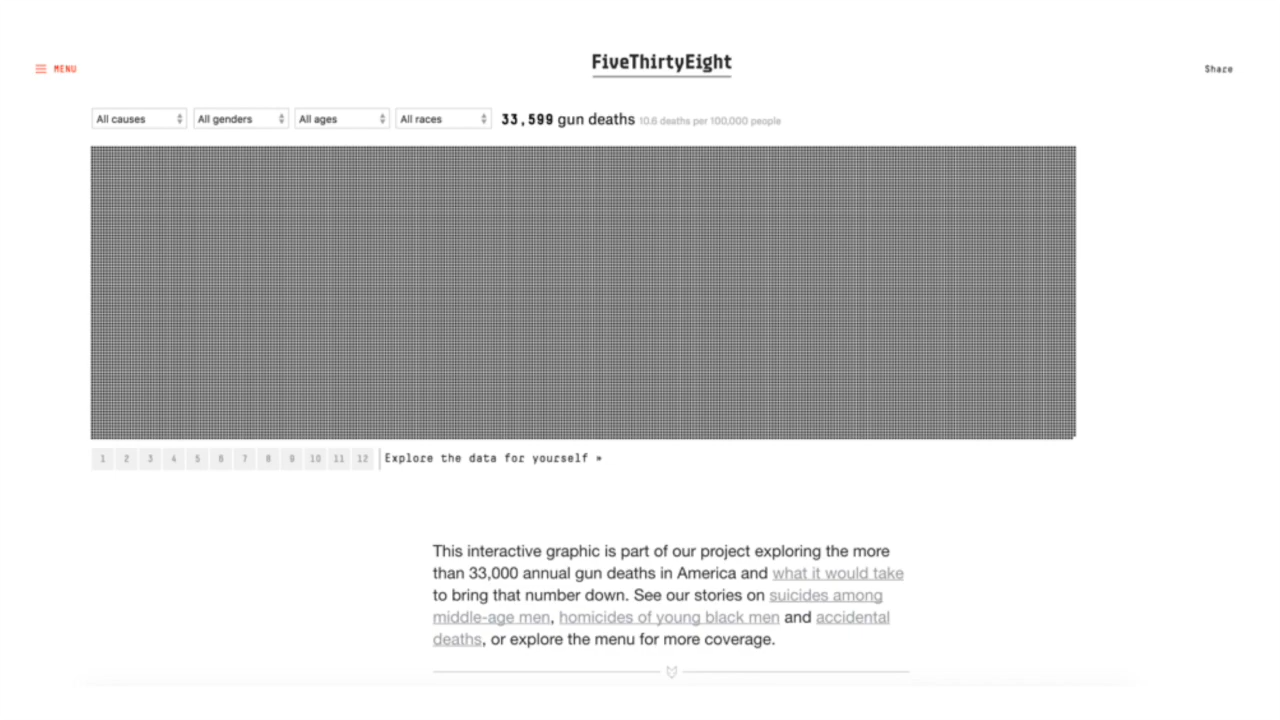 FiveThirtyEight
MENU
Share
All causes All genders All ages All races 33,599 gun deaths 10.6 deaths per 100,000 people
1 2 3 4 5 6 7 8 9 10 11 12 Explore the data for yourself »
This interactive graphic is part of our project exploring the more
than 33,000 annual gun deaths in America and what it would take
to bring that number down. See our stories on suicides among
middle-age men, homicides of young black men and accidental
deaths, or explore the menu for more coverage.